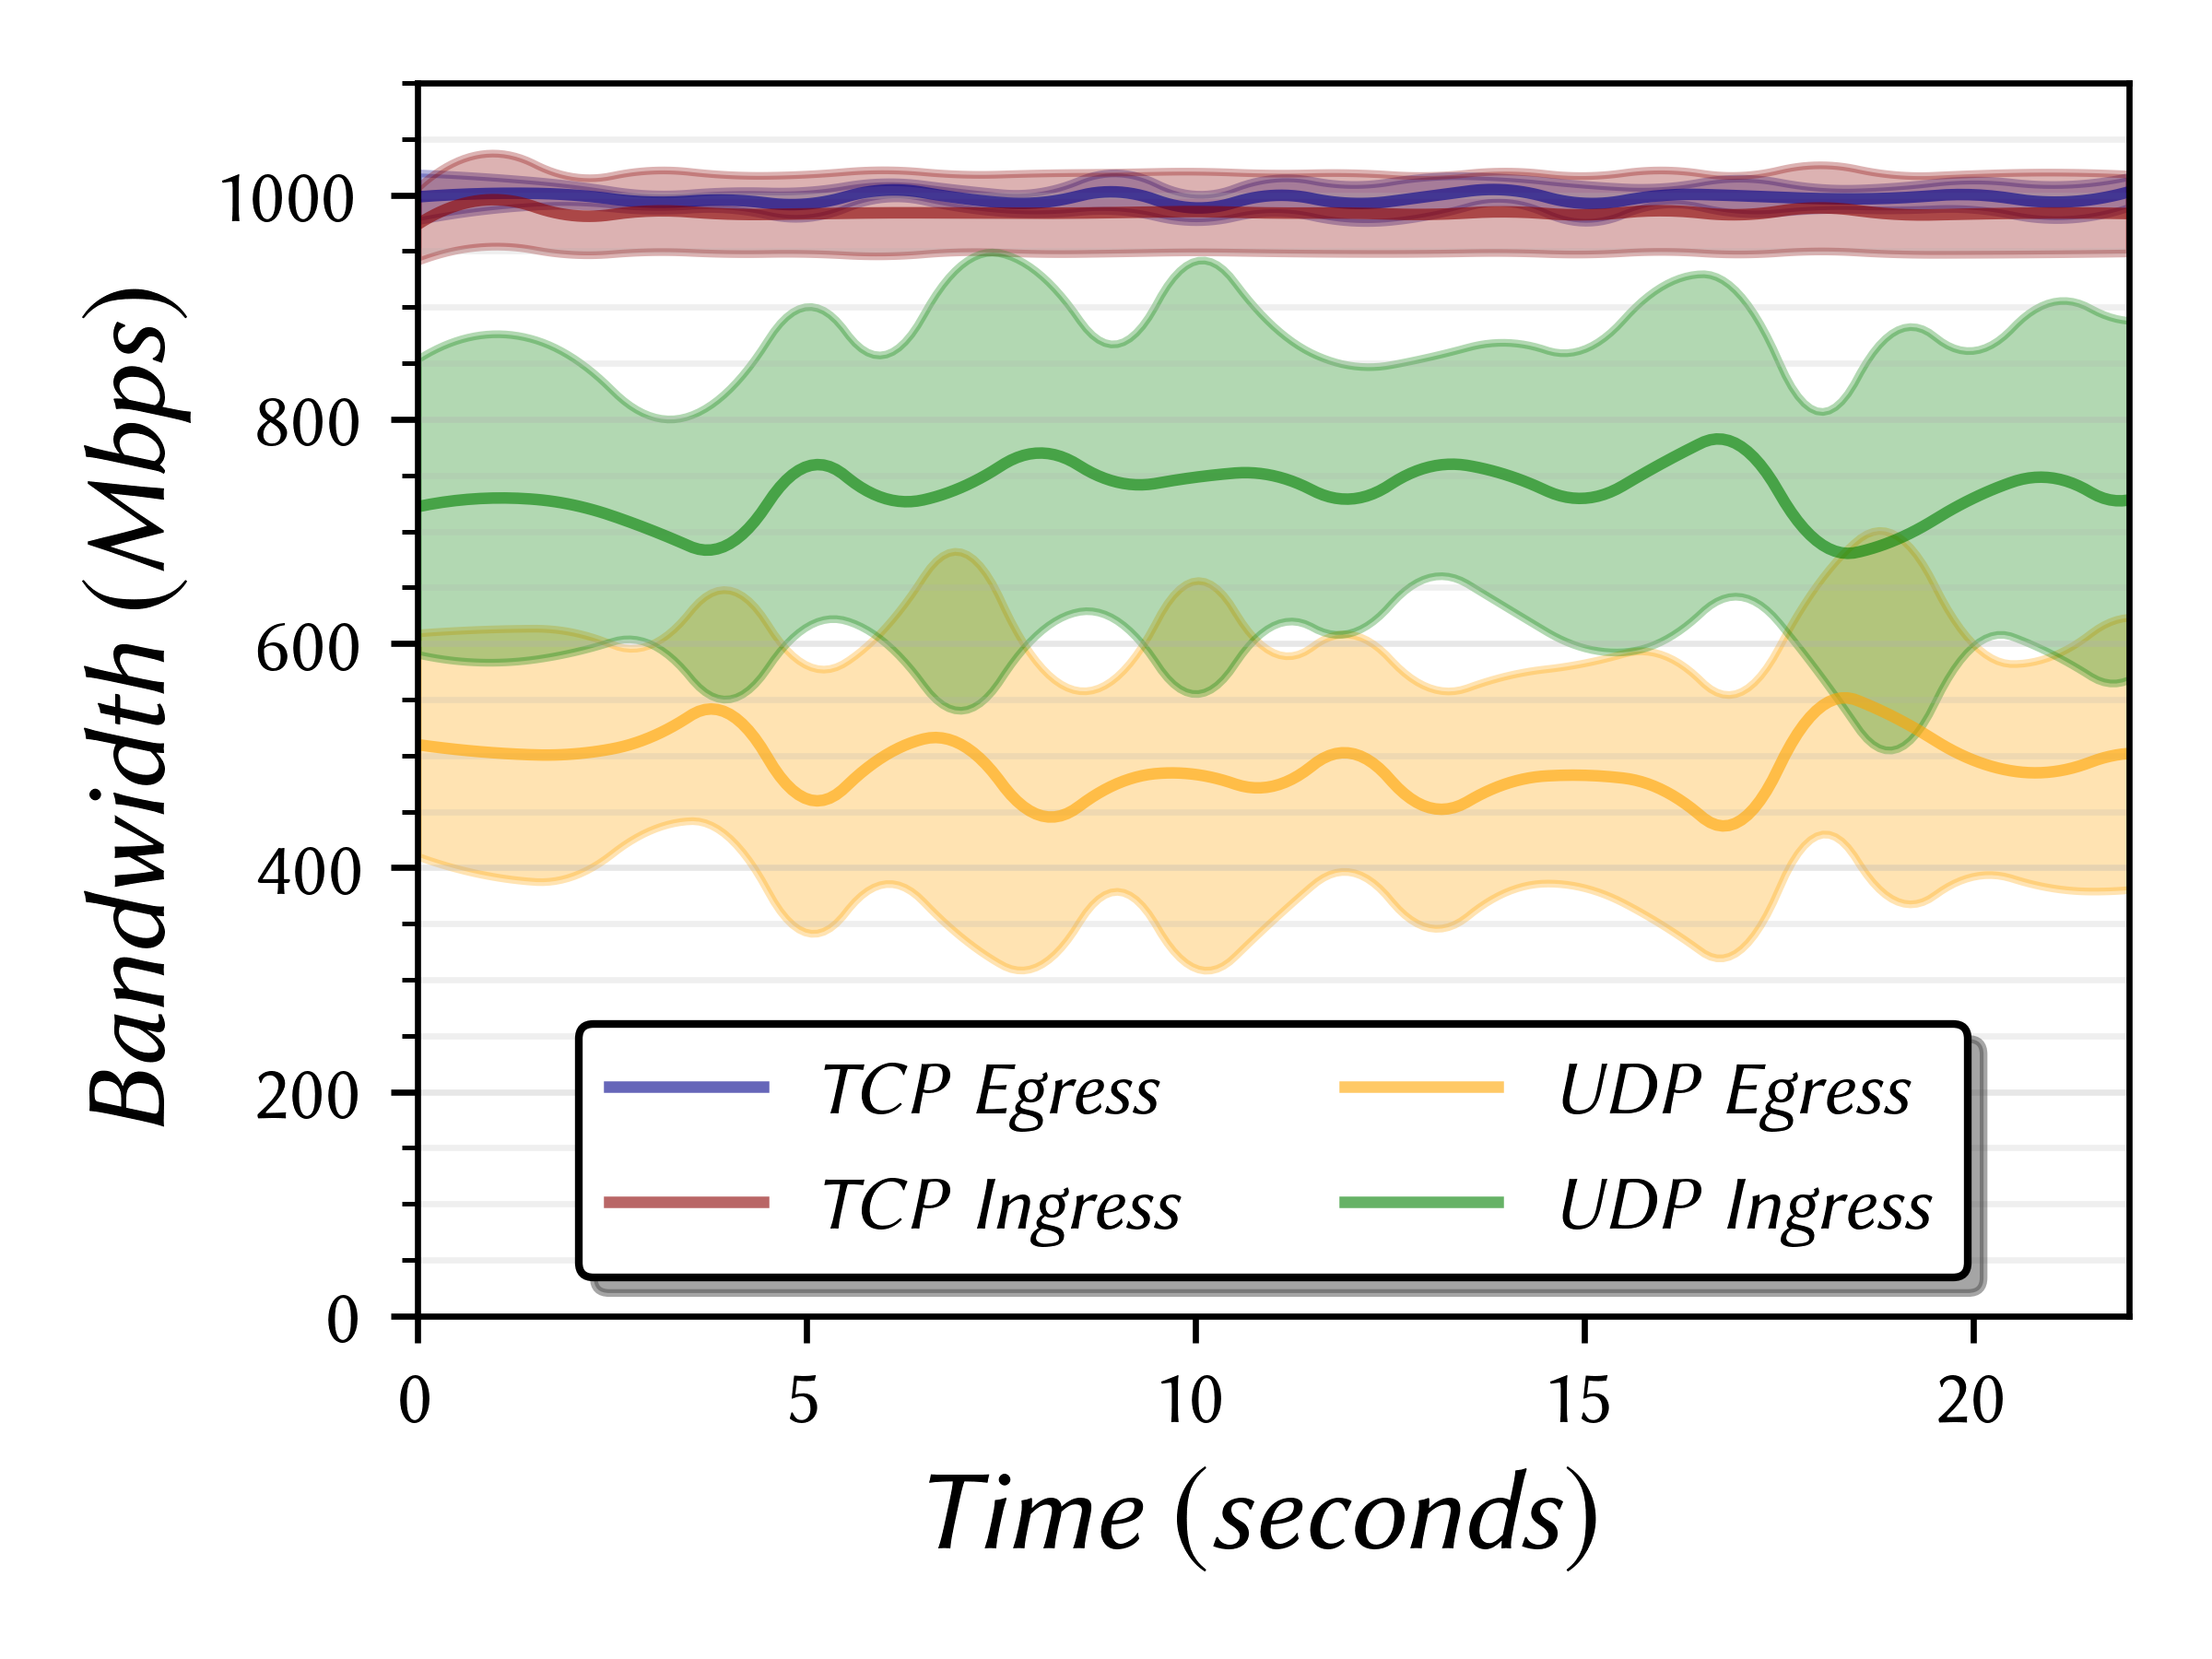 Bandwidth (Mbps)
1000
800
600
400
200
0
TCP Egress
UDP Egress
TCP Ingress
UDP Ingress
0 5 10 15 20
Time (seconds)